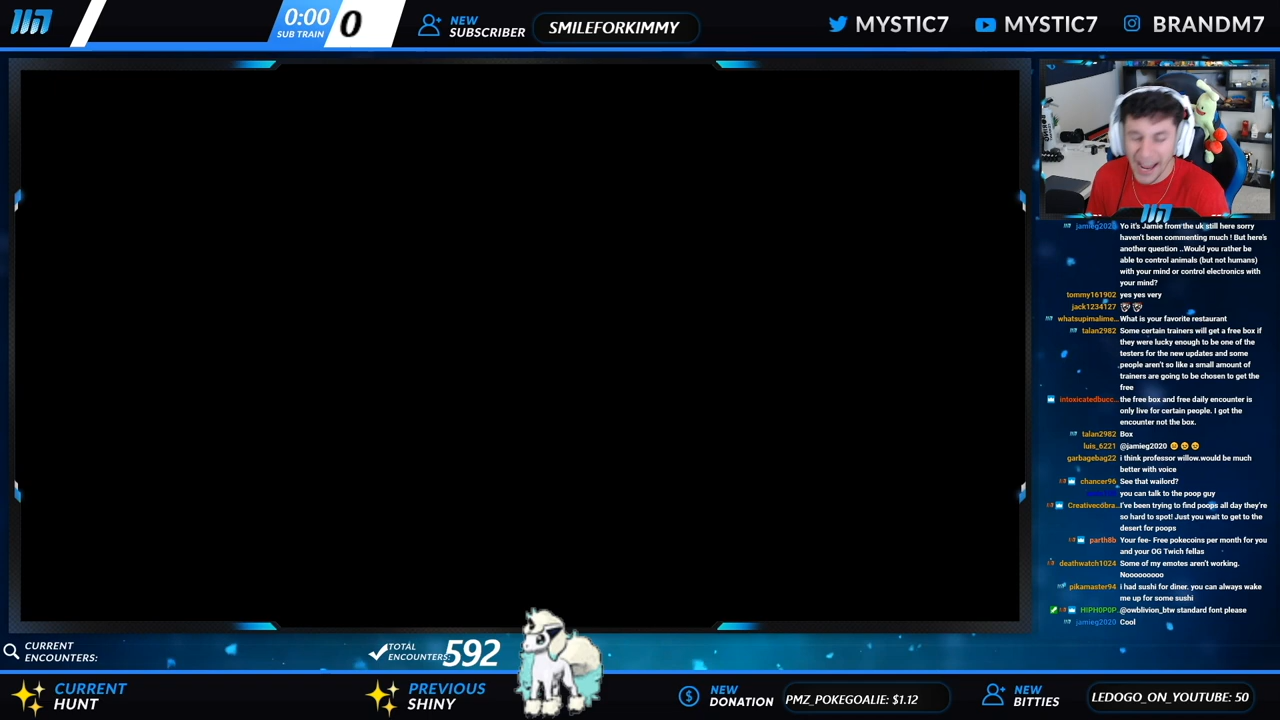 0:00
SUB TRAIN
0
NEW
SUBSCRIBER
SMILEFORKIMMY
MYSTIC7
MYSTIC7
BRANDM7
jamieg2020 Yo it's Jamie from the uk still here sorry
haven't been commenting much ! But here's
another question ..Would you rather be
able to control animals (but not humans)
with your mind or control electronics with
your mind?
tommy161902 yes yes very
jack1234127
whatsupimalime... What is your favorite restaurant
talan2982 Some certain trainers will get a free box if
they were lucky enough to be one of the
testers for the new updates and some
people aren't so like a small amount of
trainers are going to be chosen to get the
free
intoxicatedbucc... the free box and free daily encounter is
only live for certain people. I got the
encounter not the box.
talan2982 Box
luis_6221 @jamieg2020
garbagebag22 i think professor willow.would be much
better with voice
chancer96 See that wailord?
you can talk to the poop guy
Creativecobra... I've been trying to find poops all day they're
so hard to spot! Just you wait to get to the
desert for poops
parth8b Your fee- Free pokecoins per month for you
and your OG Twich fellas
deathwatch1024 Some of my emotes aren't working.
Nooooooooo
pikamaster94 i had sushi for diner. you can always wake
me up for some sushi
HIPH0P0P @owblivion_btw standard font please
jamieg2020 Cool
CURRENT
ENCOUNTERS:
TOTAL
ENCOUNTERS:
592
CURRENT
HUNT
PREVIOUS
SHINY
NEW
DONATION
PMZ_POKEGOALIE: $1.12
NEW
BITTIES
LEDOGO_ON_YOUTUBE: 50